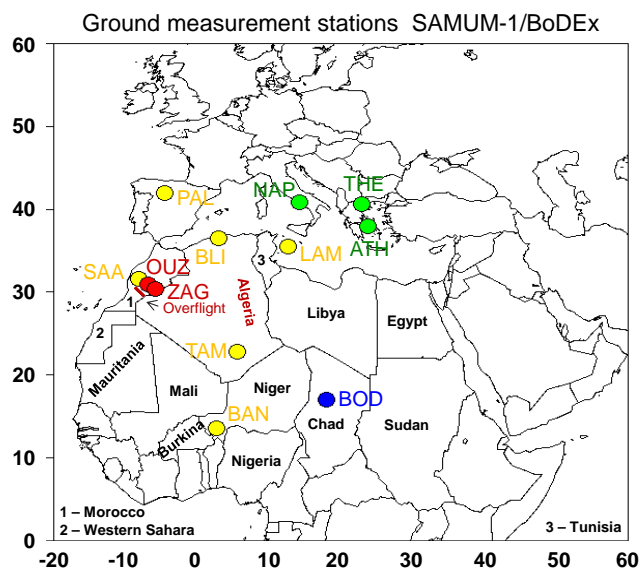 Ground measurement stations SAMUM-1/BoDEx
60
50
40
30
20
10
0
-20 -10 0 10 20 30 40 50 60
PAL
NAP
THE
ATH
BLI
LAM
SAA
OUZ
ZAG
Overflight
3
1
2
Algeria
Libya
Egypt
Mauritania
TAM
Mali
Niger
BOD
Chad
Sudan
BAN
Burkina
Nigeria
1 – Morocco
2 – Western Sahara
3 – Tunisia